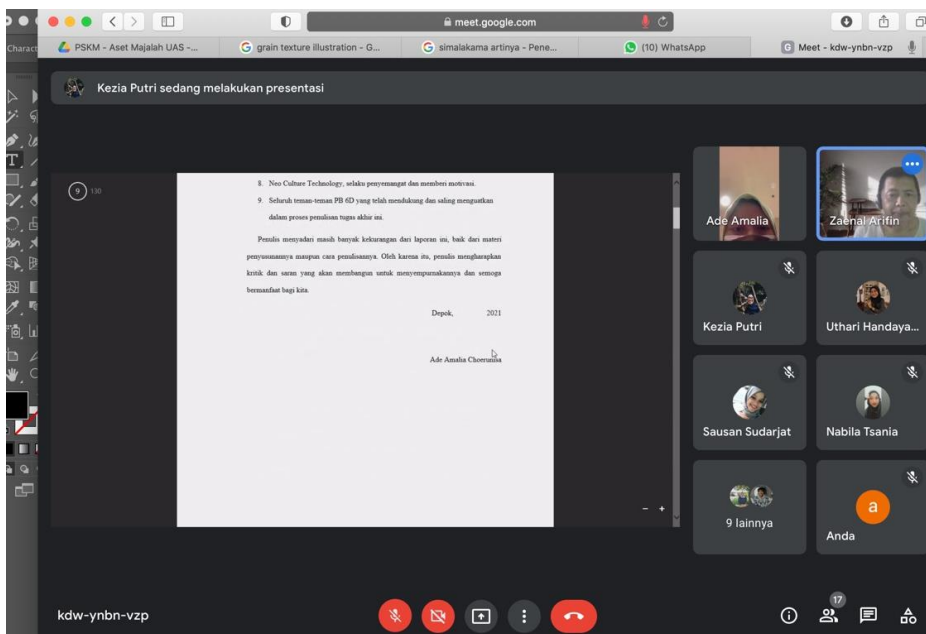 meet.google.com
PSKM - Aset Majalah UAS -...
grain texture illustration - G...
simalakama artinya - Pene...
(10) WhatsApp
Meet - kdw-ynbn-vzp
Charact
Kezia Putri sedang melakukan presentasi
9 130
8. Neo Culture Technology, selaku penyemangat dan memberi motivasi.
9. Seluruh teman-teman PB 6D yang telah mendukung dan saling menguatkan
dalam proses penulisan tugas akhir ini.
Penulis menyadari masih banyak kekurangan dari laporan ini, baik dari materi
penyusunannya maupun cara penulisannya. Oleh karena itu, penulis mengharapkan
kritik dan saran yang akan membangun untuk menyempurnakannya dan semoga
bermanfaat bagi kita.
Depok, 2021
Ade Amalia Choerunisa
Ade Amalia
Zaenal Arifin
Kezia Putri
Uthari Handaya...
Sausan Sudarjat
Nabila Tsania
9 lainnya
a
Anda
kdw-ynbn-vzp
17